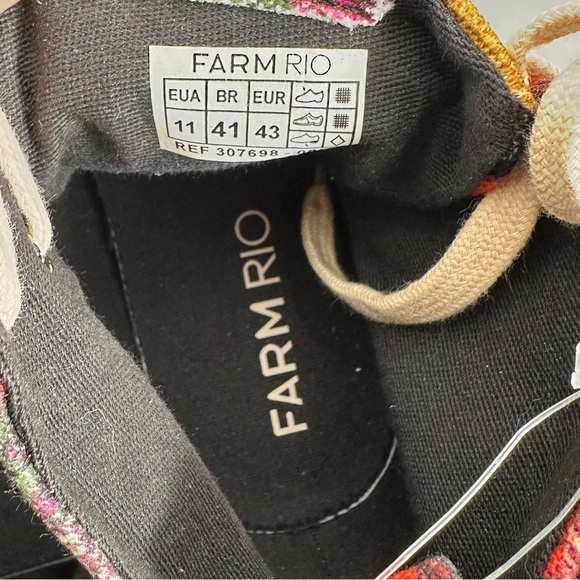 FARM RIO
EUA BR EUR
11 41 43
REF 307698
FARM RIO